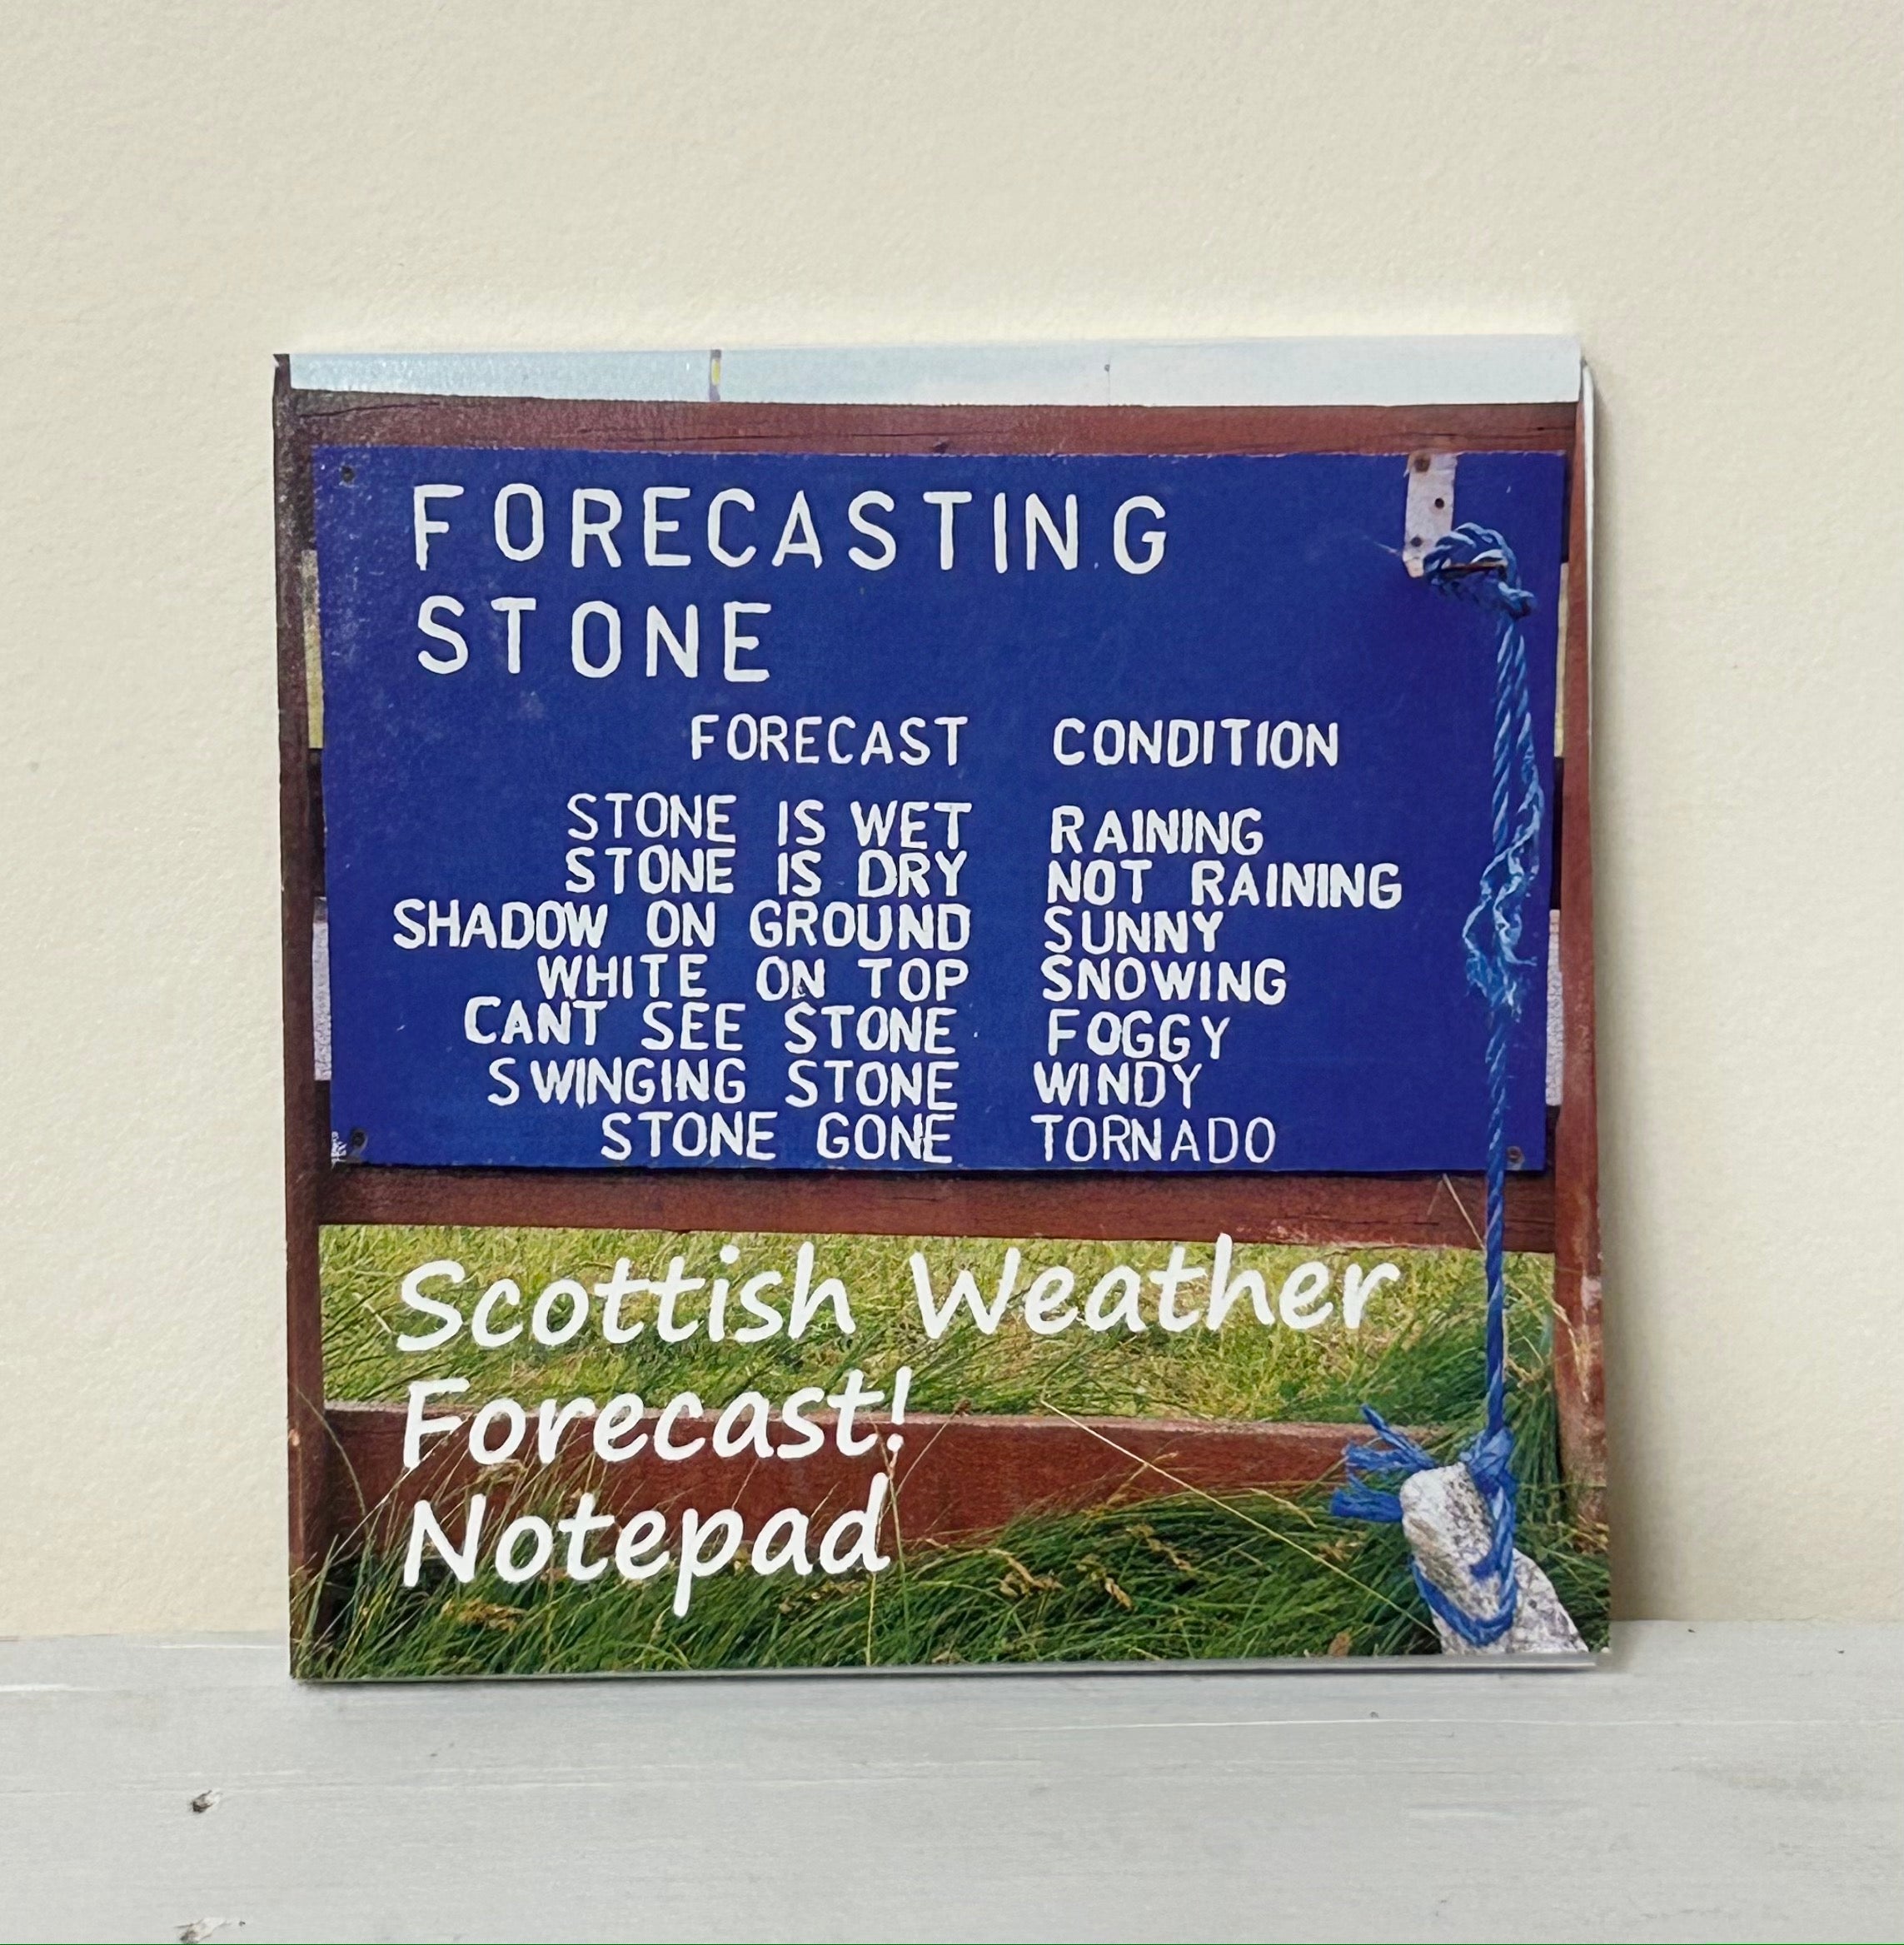 FORECASTING
STONE
FORECAST CONDITION
STONE IS WET RAINING
STONE IS DRY NOT RAINING
SHADOW ON GROUND SUNNY
WHITE ON TOP SNOWING
CANT SEE STONE FOGGY
SWINGING STONE WINDY
STONE GONE TORNADO
Scottish Weather
Forecast!
Notepad